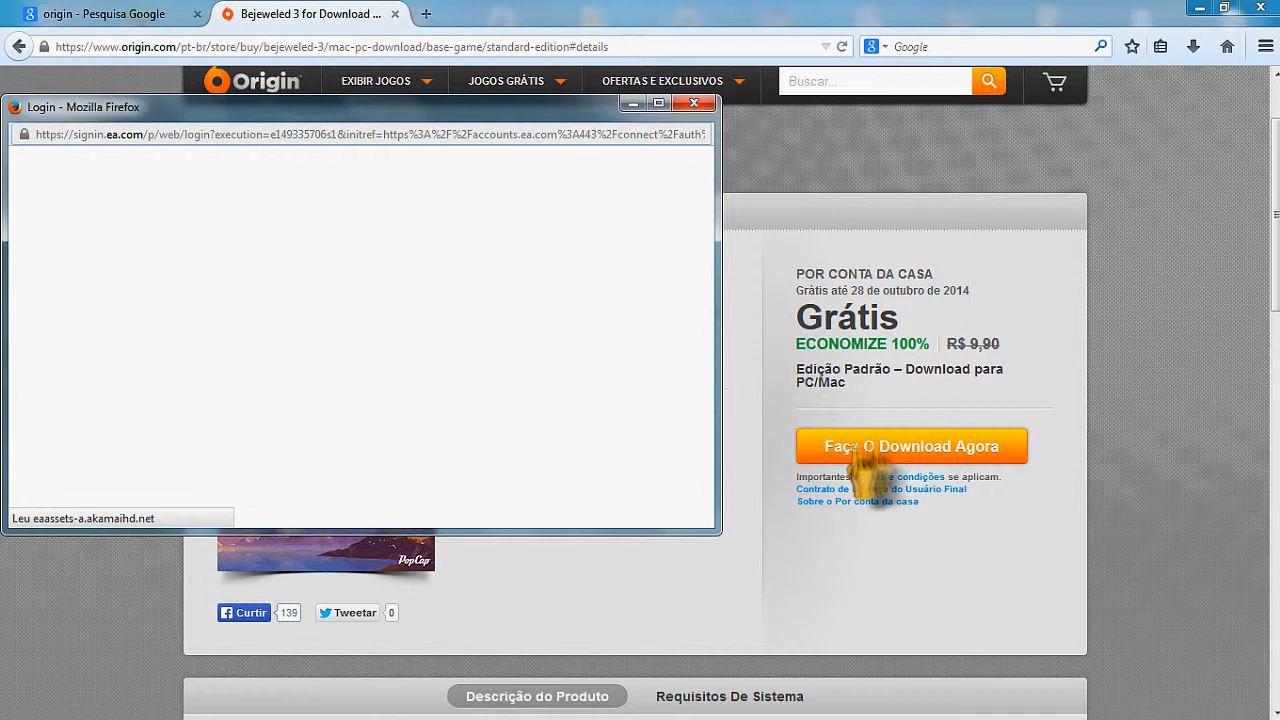 origin - Pesquisa Google
Bejeweled 3 for Download ...
https://www.origin.com/pt-br/store/buy/bejeweled-3/mac-pc-download/base-game/standard-edition#details
Google
Origin
EXIBIR JOGOS
JOGOS GRÁTIS
OFERTAS E EXCLUSIVOS
Buscar...
Login - Mozilla Firefox
https://signin.ea.com/p/web/login?execution=e149335706s1&initref=https%3A%2F%2Faccounts.ea.com%3A443%2Fconnect%2Fauth%
POR CONTA DA CASA
Grátis até 28 de outubro de 2014
Grátis
ECONOMIZE 100% R$ 9,90
Edição Padrão – Download para
PC/Mac
Faça O Download Agora
Importantes e condições se aplicam.
Contrato de do Usuário Final
Sobre o Por conta da casa
Leu eaassets-a.akamaihd.net
PopCap
Curtir 139 Tweetar 0
Descrição do Produto Requisitos De Sistema